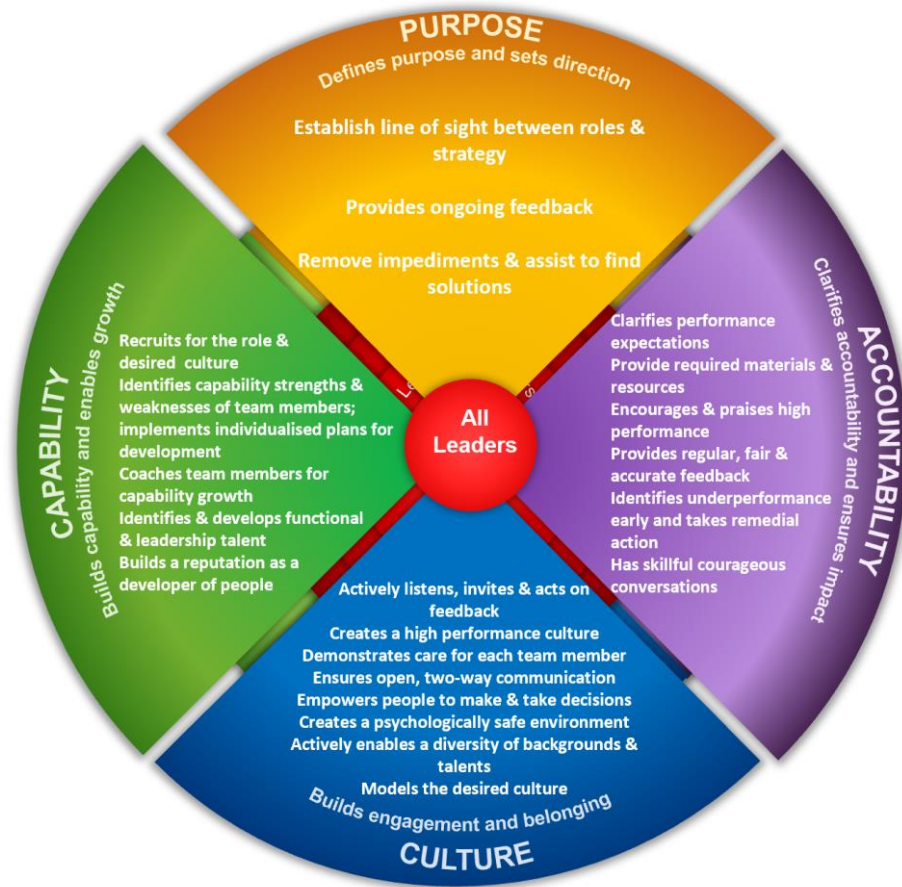 PURPOSE
Defines purpose and sets direction
Establish line of sight between roles &
strategy
Provides ongoing feedback
Remove impediments & assist to find
solutions
CAPABILITY
Builds capability and enables growth
Recruits for the role &
desired culture
Identifies capability strengths &
weaknesses of team members;
implements individualised plans for
development
Coaches team members for
capability growth
Identifies & develops functional
& leadership talent
Builds a reputation as a
developer of people
All
Leaders
Clarifies performance
expectations
Provide required materials &
resources
Encourages & praises high
performance
Provides regular, fair &
accurate feedback
Identifies underperformance
early and takes remedial
action
Has skillful courageous
conversations
Clarifies accountability and ensures impact
ACCOUNTABILITY
Actively listens, invites & acts on
feedback
Creates a high performance culture
Demonstrates care for each team member
Ensures open, two-way communication
Empowers people to make & take decisions
Creates a psychologically safe environment
Actively enables a diversity of backgrounds &
talents
Models the desired culture
Builds engagement and belonging
CULTURE